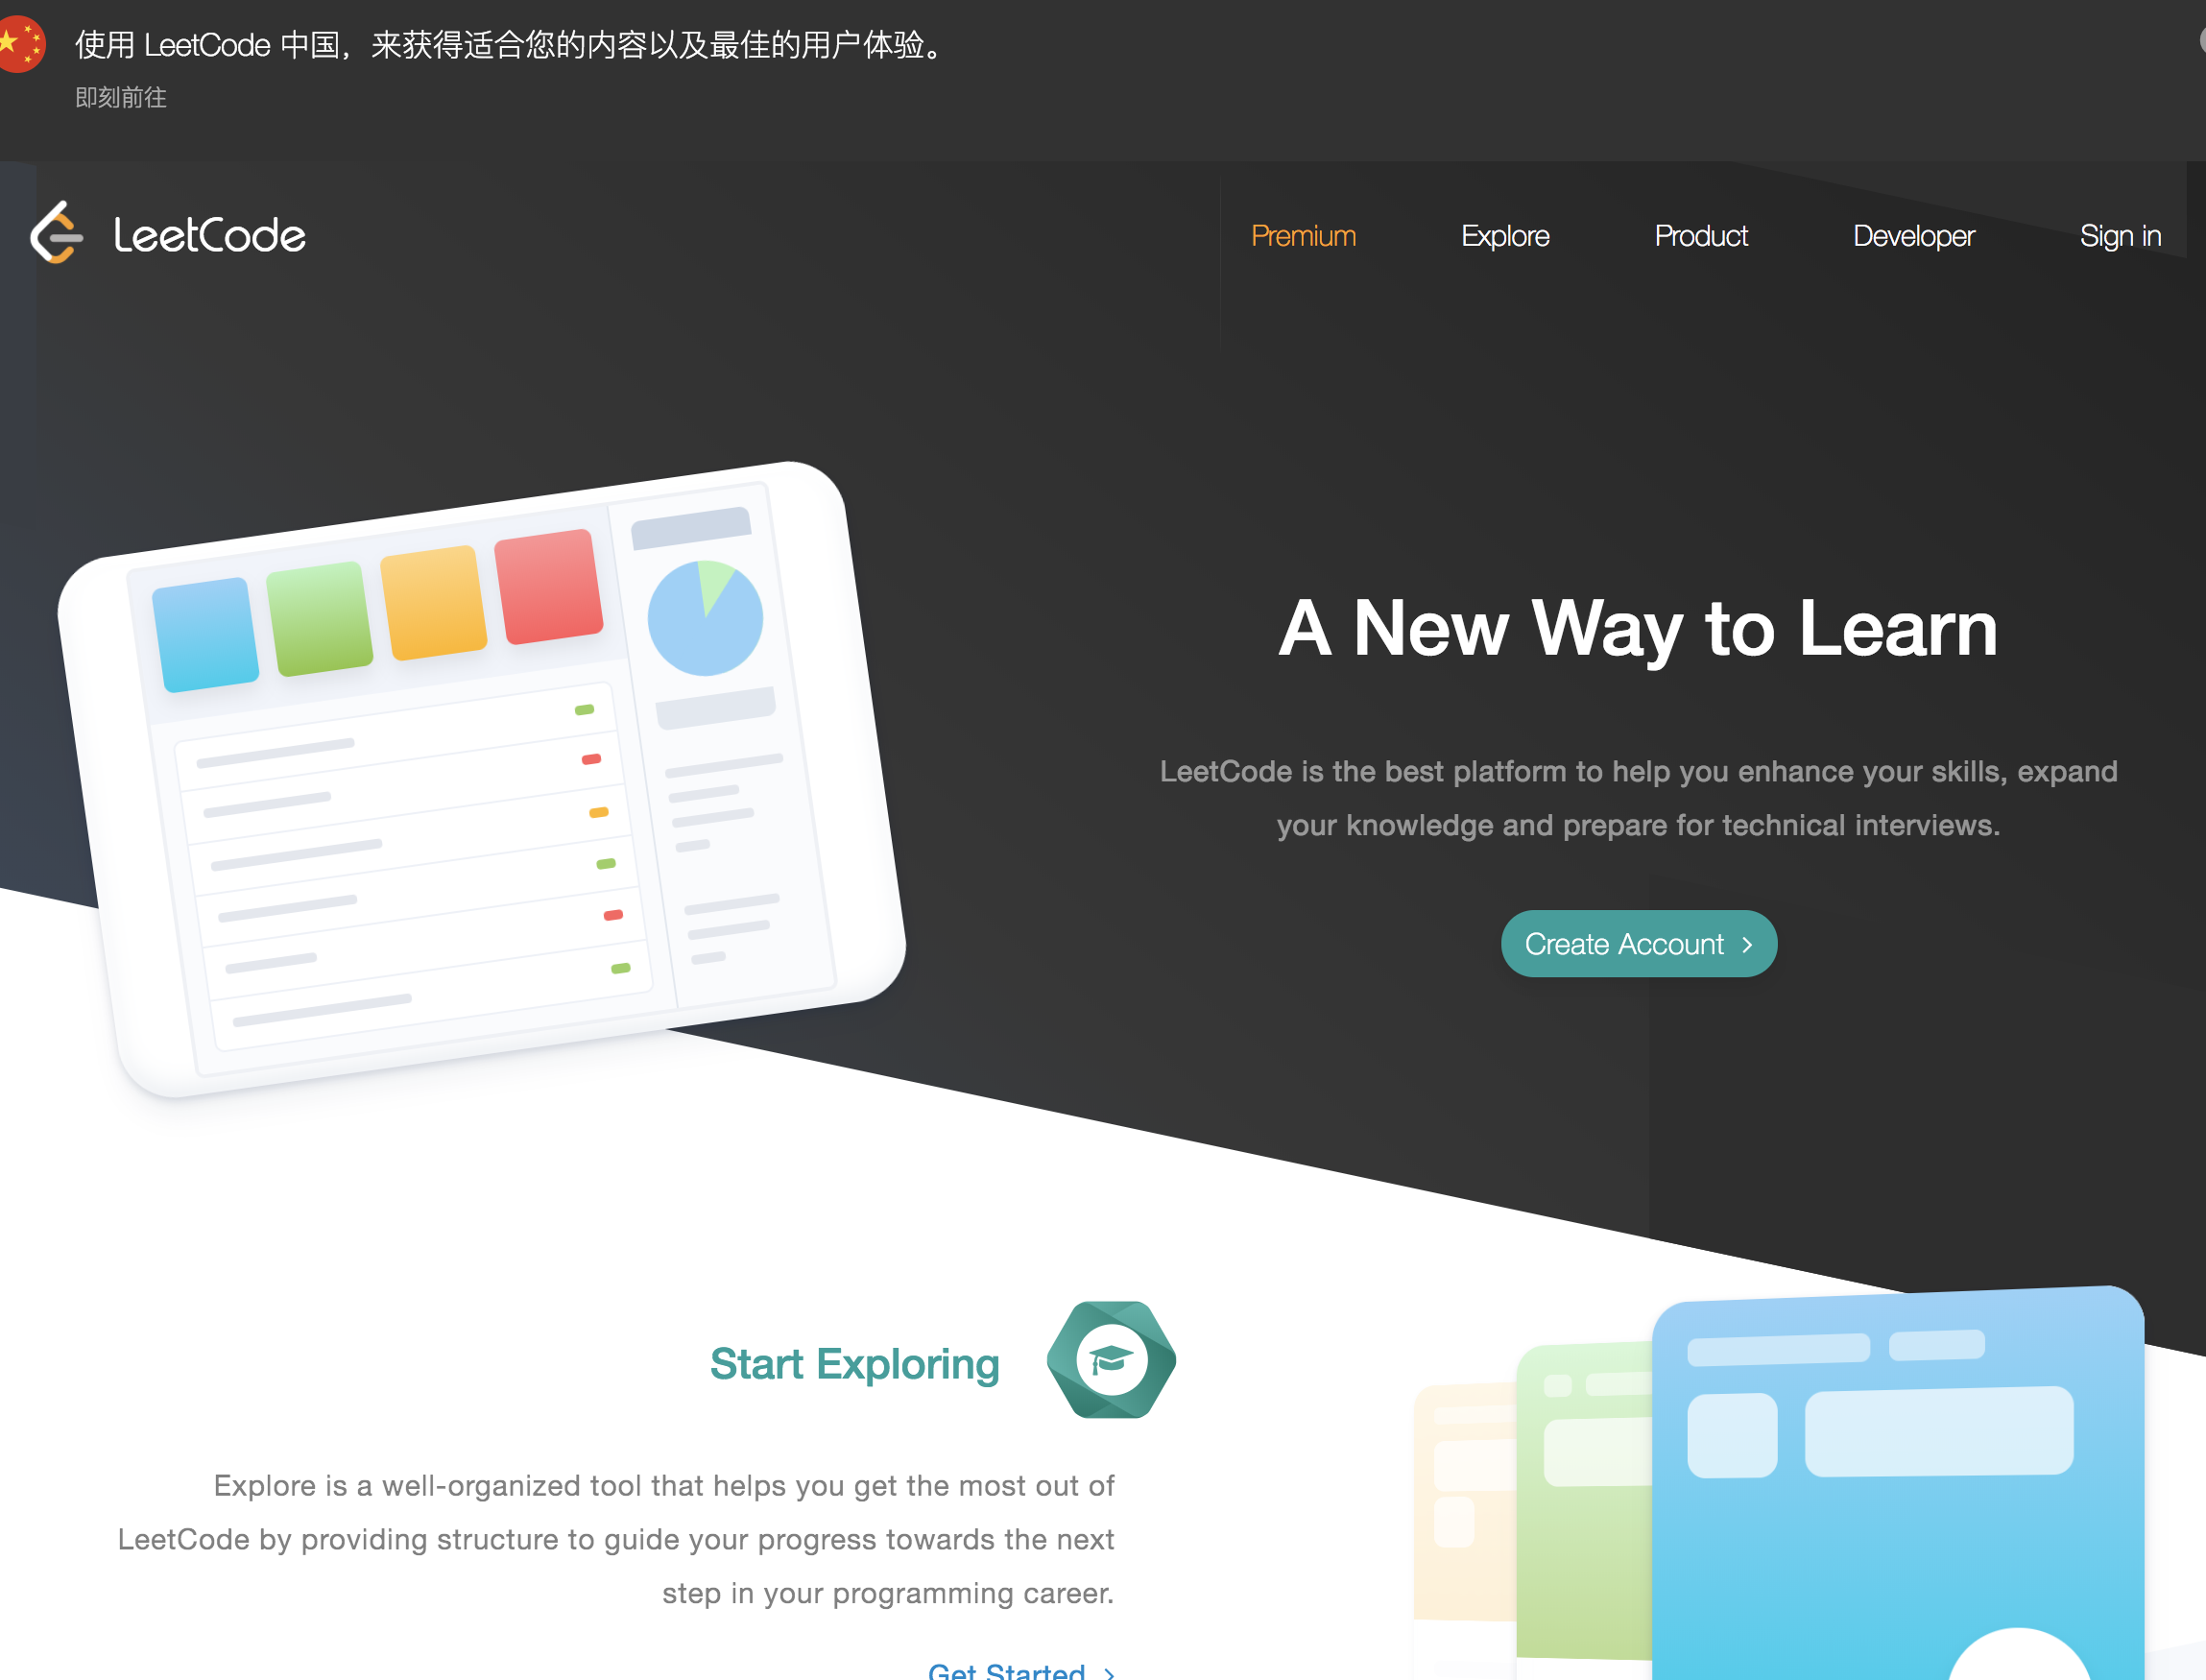 使用 LeetCode 中国，来获得适合您的内容以及最佳的用户体验。
即刻前往
LeetCode
Premium
Explore
Product
Developer
Sign in
A New Way to Learn
LeetCode is the best platform to help you enhance your skills, expand
your knowledge and prepare for technical interviews.
Create Account
Start Exploring
Explore is a well-organized tool that helps you get the most out of
LeetCode by providing structure to guide your progress towards the next
step in your programming career.
Get Started